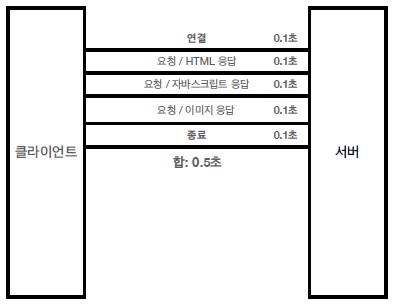 연결 0.1초
요청 / HTML 응답 0.1초
요청 / 자바스크립트 응답 0.1초
요청 / 이미지 응답 0.1초
종료 0.1초
클라이언트
합: 0.5초
서버